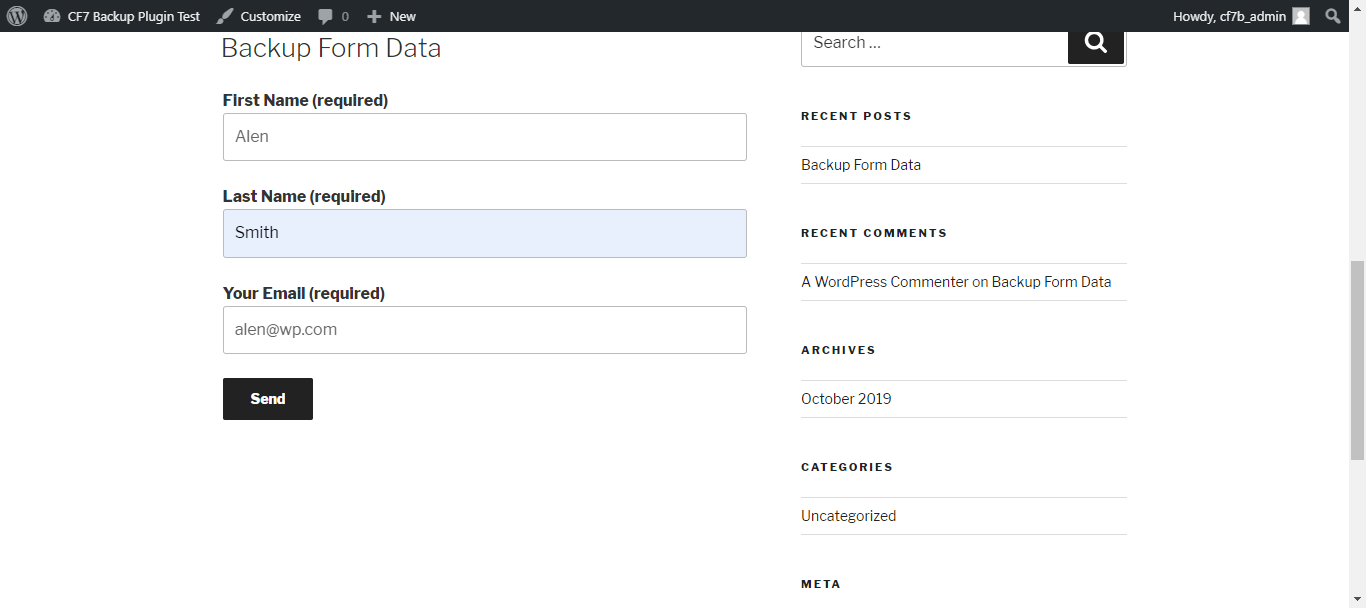 CF7 Backup Plugin Test Customize 0 New Howdy, cf7b_admin
Backup Form Data
First Name (required)
Alen
Last Name (required)
Smith
Your Email (required)
alen@wp.com
Send
Search …
RECENT POSTS
Backup Form Data
RECENT COMMENTS
A WordPress Commenter on Backup Form Data
ARCHIVES
October 2019
CATEGORIES
Uncategorized
META